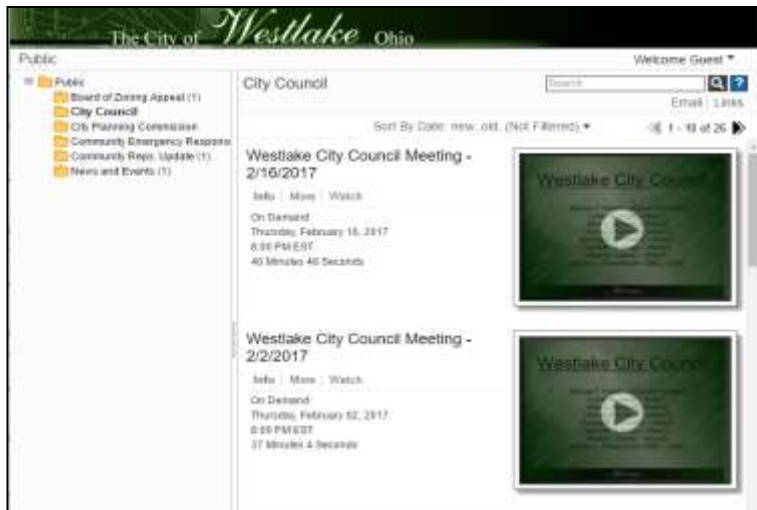 The City of Westlake Ohio
Public
Welcome Guest
Public
Board of Zoning Appeal (1)
City Council
City Planning Commission
Community Emergency Respons
Community Reps. Update (1)
News and Events (1)
City Council
Search
?
Email | Links
Sort By Date: new..old, (Not Filtered)
1 - 10 of 26
Westlake City Council Meeting -
2/16/2017
Info | More | Watch
On Demand
Thursday, February 16, 2017
8:00 PM EST
40 Minutes 46 Seconds
Westlake City Council
Westlake City Council Meeting -
2/2/2017
Info | More | Watch
On Demand
Thursday, February 02, 2017
8:00 PM EST
37 Minutes 4 Seconds
Westlake City Council